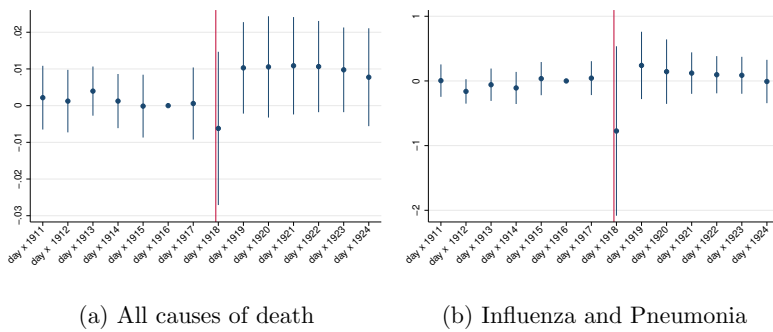 .02
.01
0
-.01
-.02
-.03
day x 1911
day x 1912
day x 1913
day x 1914
day x 1915
day x 1916
day x 1917
day x 1918
day x 1919
day x 1920
day x 1921
day x 1922
day x 1923
day x 1924
(a) All causes of death
1
0
-1
-2
day x 1911
day x 1912
day x 1913
day x 1914
day x 1915
day x 1916
day x 1917
day x 1918
day x 1919
day x 1920
day x 1921
day x 1922
day x 1923
day x 1924
(b) Influenza and Pneumonia